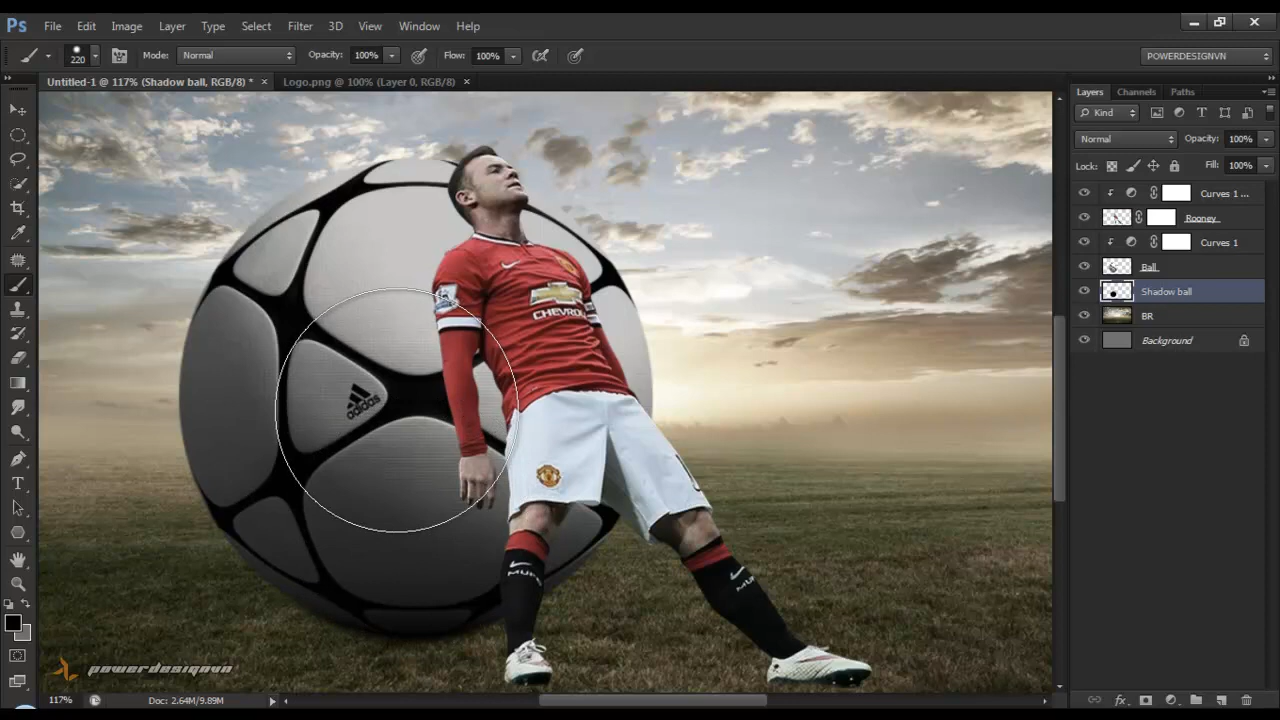 Ps File Edit Image Layer Type Select Filter 3D View Window Help
220 Mode: Normal Opacity: 100% Flow: 100% POWERDESIGNVN
Untitled-1 @ 117% (Shadow ball, RGB/8) * × Logo.png @ 100% (Layer 0, RGB/8) ×
Layers Channels Paths
Kind
Normal Opacity: 100%
Lock: Fill: 100%
Curves 1 ...
Rooney
Curves 1
Ball
Shadow ball
BR
Background
CHEVROLET
adidas
powerdesignvn
117% Doc: 2.64M/9.89M